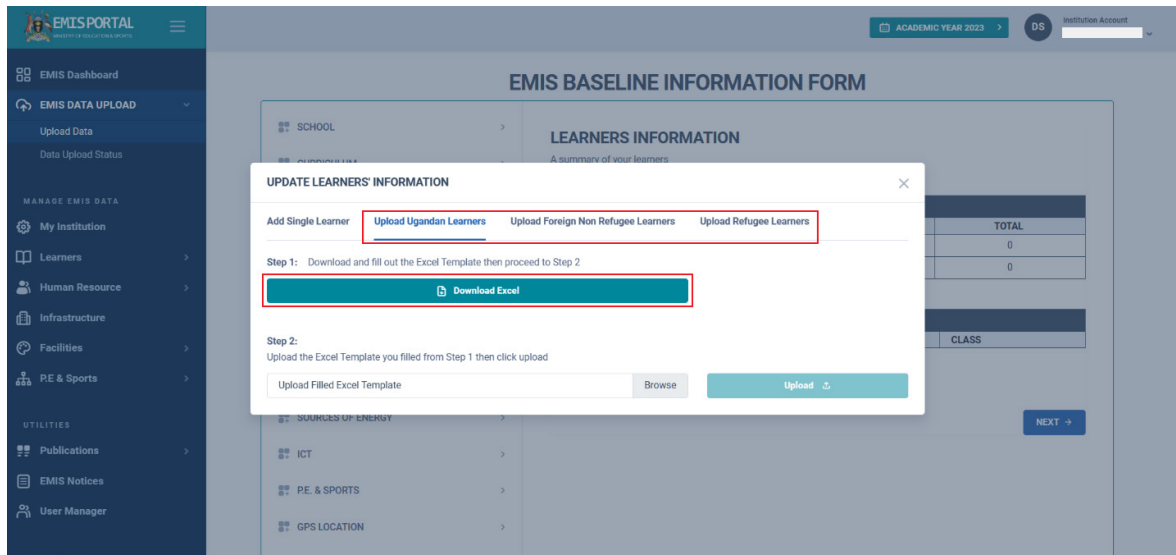 EMIS PORTAL
MINISTRY OF EDUCATION & SPORTS
ACADEMIC YEAR 2023
DS
Institution Account
EMIS Dashboard
EMIS DATA UPLOAD
Upload Data
Data Upload Status
MANAGE EMIS DATA
My Institution
Learners
Human Resource
Infrastructure
Facilities
P.E & Sports
UTILITIES
Publications
EMIS Notices
User Manager
EMIS BASELINE INFORMATION FORM
SCHOOL
CURRICULUM
LEARNERS INFORMATION
A summary of your learners
UPDATE LEARNERS' INFORMATION
Add Single Learner Upload Ugandan Learners Upload Foreign Non Refugee Learners Upload Refugee Learners
Step 1: Download and fill out the Excel Template then proceed to Step 2
Download Excel
Step 2:
Upload the Excel Template you filled from Step 1 then click upload
Upload Filled Excel Template Browse Upload
TOTAL
0
0
CLASS
SOURCES OF ENERGY
NEXT →
ICT
P.E. & SPORTS
GPS LOCATION